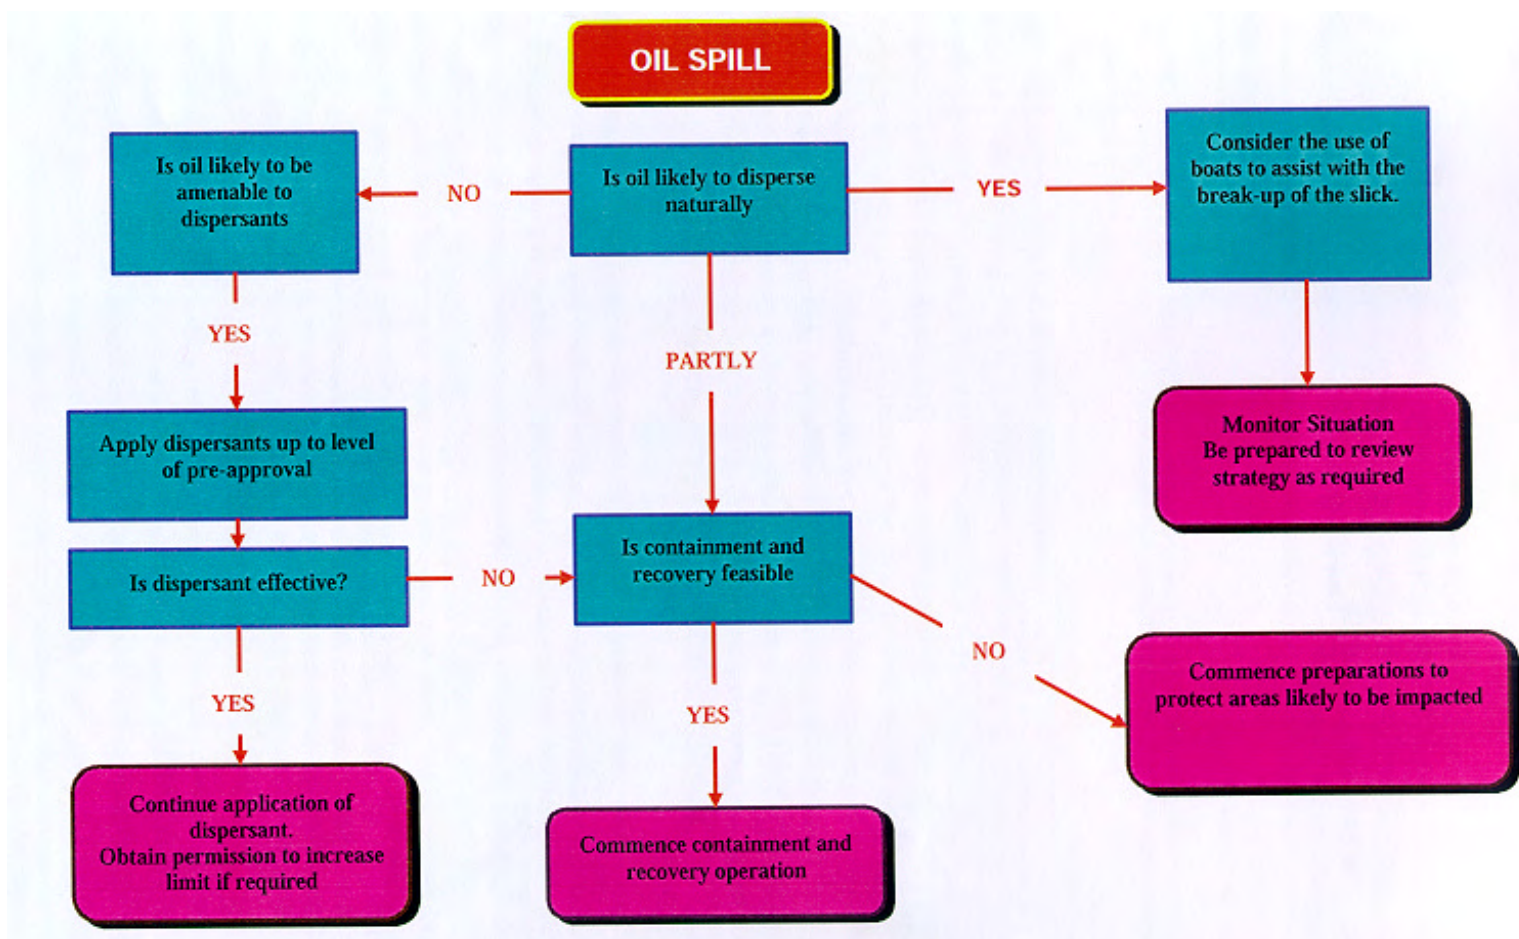 OIL SPILL
Is oil likely to be
amenable to
dispersants
NO
Is oil likely to disperse
naturally
YES
Consider the use of
boats to assist with the
break-up of the slick.
YES
PARTLY
Monitor Situation
Be prepared to review
strategy as required
Apply dispersants up to level
of pre-approval
Is dispersant effective?
NO
Is containment and
recovery feasible
NO
Commence preparations to
protect areas likely to be impacted
YES
YES
Continue application of
dispersant.
Obtain permission to increase
limit if required
Commence containment and
recovery operation